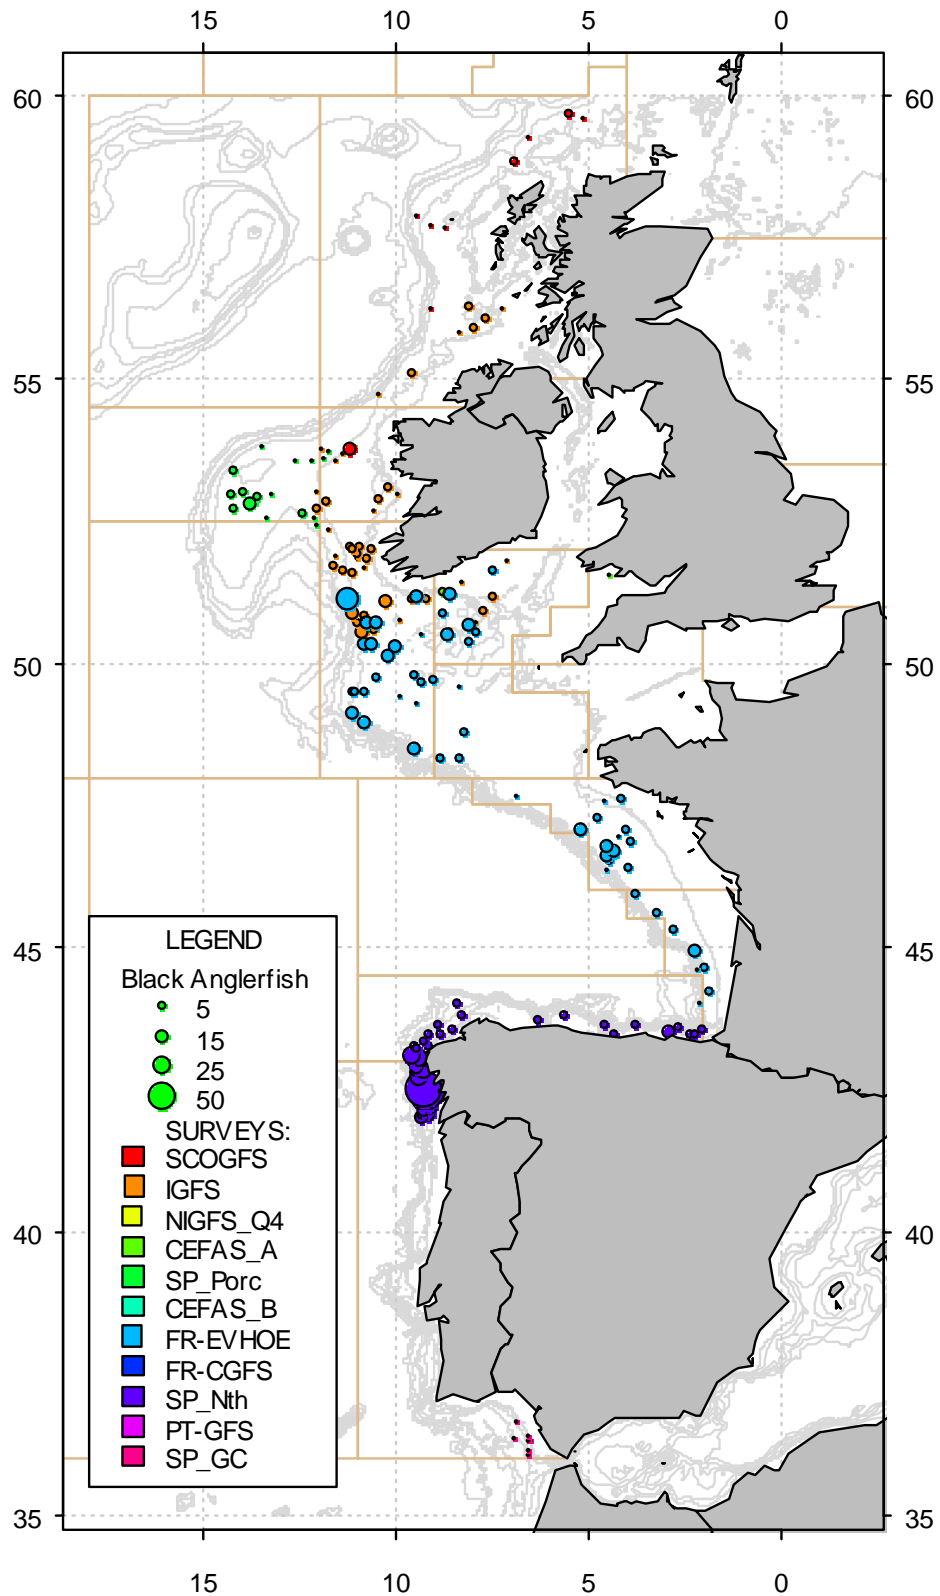 15 10 5 0
60 60
55 55
50 50
45 45
LEGEND
Black Anglerfish
5
15
25
50
SURVEYS:
SCOGFS
IGFS
NIGFS_Q4
CEFAS_A
SP_Porc
CEFAS_B
FR-EVHOE
FR-CGFS
SP_Nth
PT-GFS
SP_GC
40 40
35 35
15 10 5 0